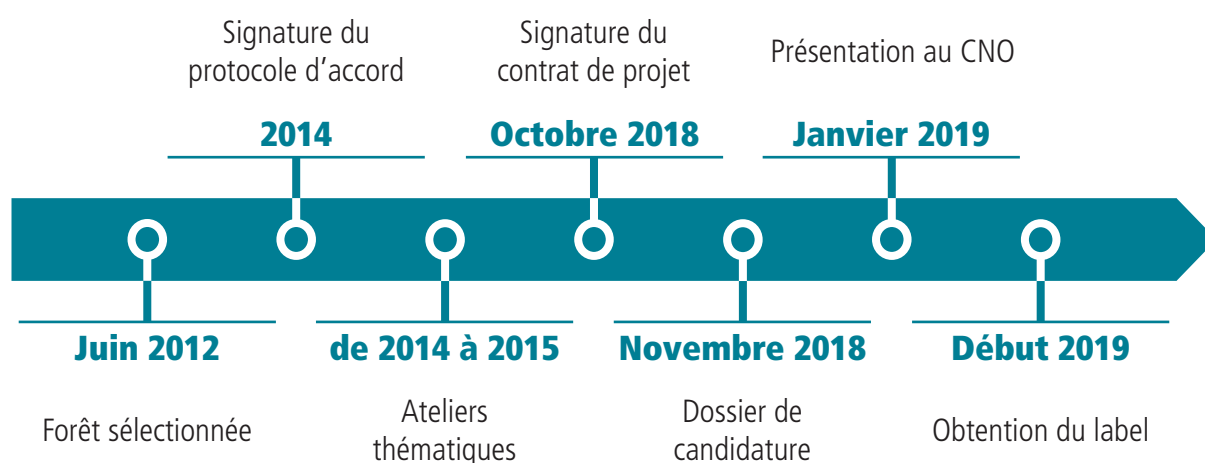 Signature du
protocole d'accord
2014
Signature du
contrat de projet
Octobre 2018
Présentation au CNO
Janvier 2019
Juin 2012
Forêt sélectionnée
de 2014 à 2015
Ateliers
thématiques
Novembre 2018
Dossier de
candidature
Début 2019
Obtention du label